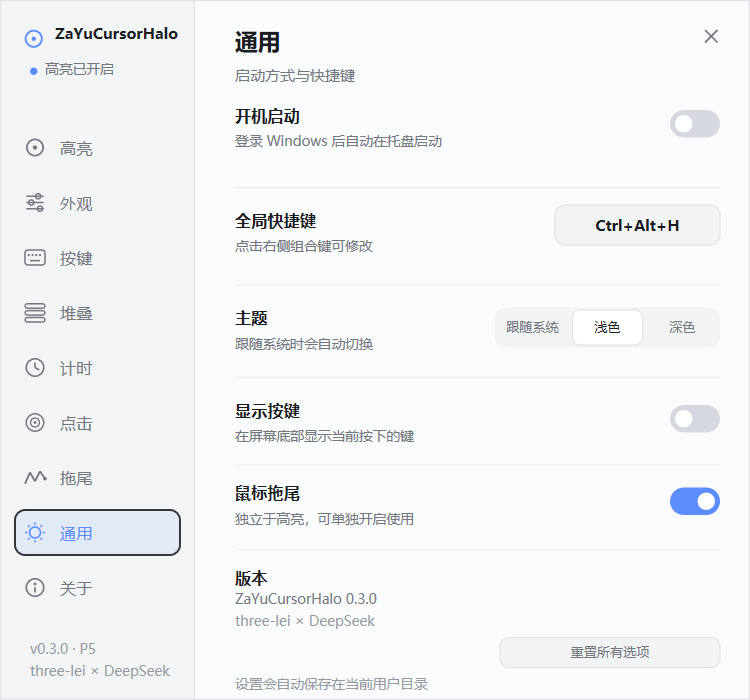 ZaYuCursorHalo
高亮已开启
高亮
外观
按键
堆叠
计时
点击
拖尾
通用
关于
v0.3.0 · P5
three-lei × DeepSeek
通用
启动方式与快捷键
开机启动
登录 Windows 后自动在托盘启动
全局快捷键
点击右侧组合键可修改
Ctrl+Alt+H
主题
跟随系统时会自动切换
跟随系统 浅色 深色
显示按键
在屏幕底部显示当前按下的键
鼠标拖尾
独立于高亮，可单独开启使用
版本
ZaYuCursorHalo 0.3.0
three-lei × DeepSeek
重置所有选项
设置会自动保存在当前用户目录